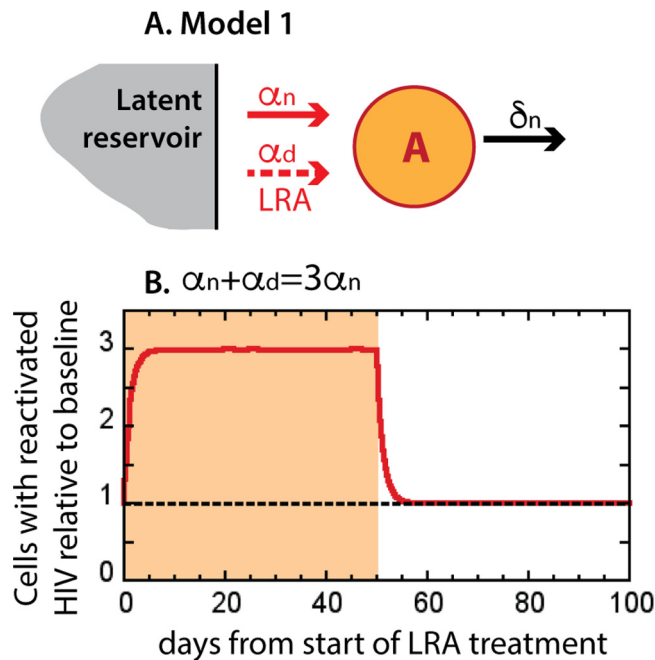 A. Model 1
Latent
reservoir
αn
αd
LRA
A
δn
B. αn+αd=3αn
Cells with reactivated
HIV relative to baseline
3
2
1
0
0 20 40 60 80 100
days from start of LRA treatment